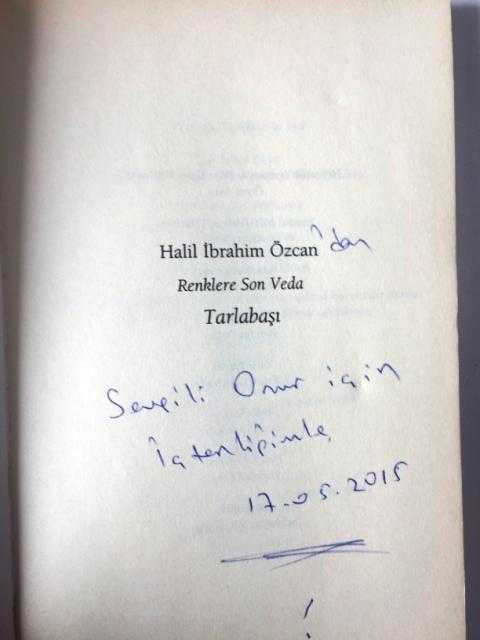 Halil İbrahim Özcan'dan
Renklere Son Veda
Tarlabaşı
Sevgili Onur için
İçtenliğimle
17.05.2015